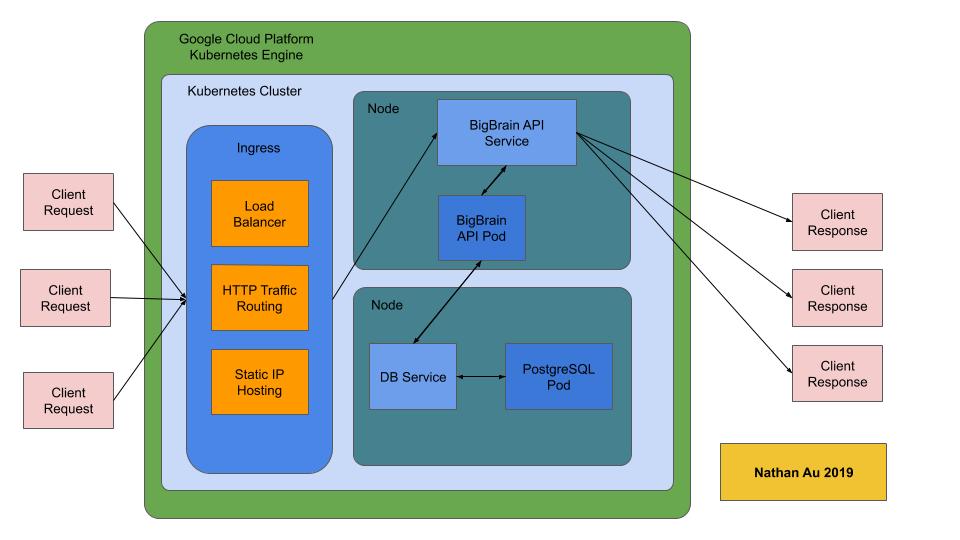 Google Cloud Platform
Kubernetes Engine
Kubernetes Cluster
Ingress
Load
Balancer
HTTP Traffic
Routing
Static IP
Hosting
Client
Request
Client
Request
Client
Request
Node
BigBrain API
Service
BigBrain
API Pod
Node
DB Service
PostgreSQL
Pod
Client
Response
Client
Response
Client
Response
Nathan Au 2019